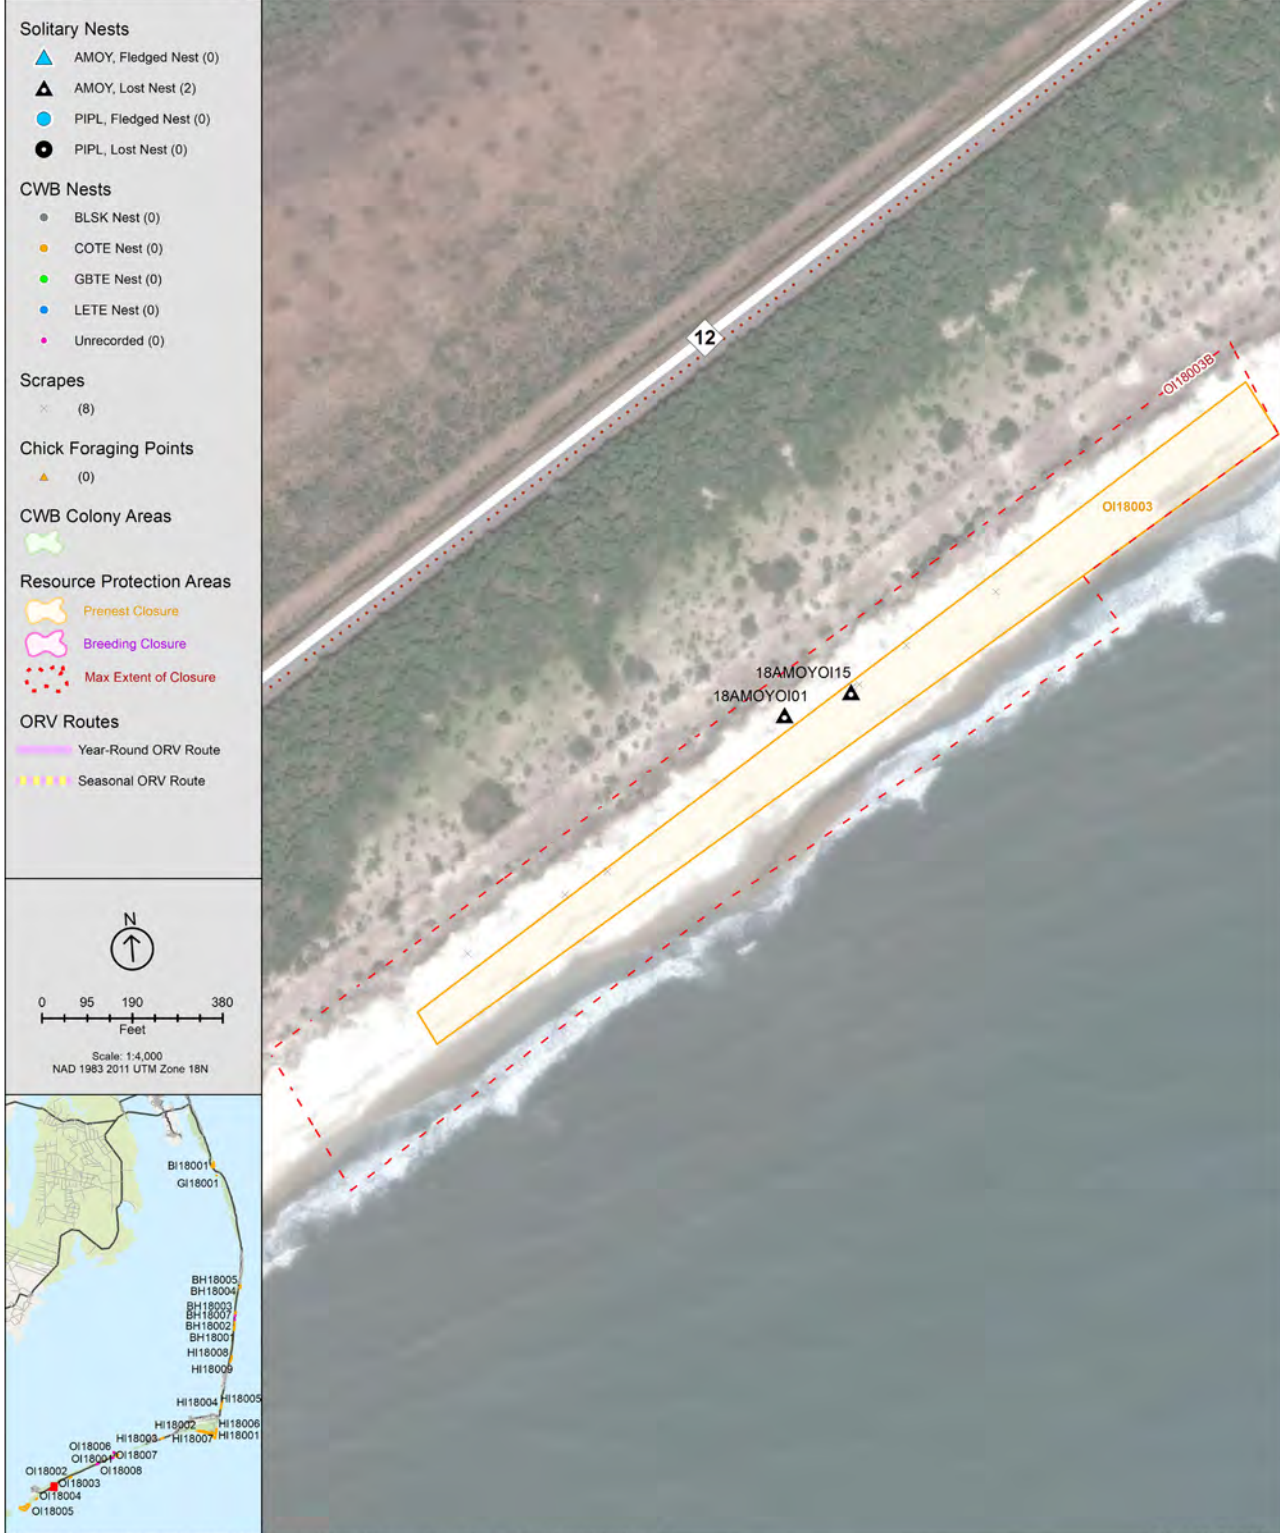 Solitary Nests
AMOY, Fledged Nest (0)
AMOY, Lost Nest (2)
PIPL, Fledged Nest (0)
PIPL, Lost Nest (0)
CWB Nests
BLSK Nest (0)
COTE Nest (0)
GBTE Nest (0)
LETE Nest (0)
Unrecorded (0)
Scrapes
(8)
Chick Foraging Points
(0)
CWB Colony Areas
Resource Protection Areas
Prenest Closure
Breeding Closure
Max Extent of Closure
ORV Routes
Year-Round ORV Route
Seasonal ORV Route
N
0 95 190 380
Feet
Scale: 1:4,000
NAD 1983 2011 UTM Zone 18N
BI18001
GI18001
BH18005
BH18004
BH18003
BH18007
BH18002
BH18001
HI18008
HI18009
HI18004
HI18005
HI18002
HI18006
HI18003
HI18007
HI18001
OI18006
OI18001
OI18007
OI18008
OI18002
OI18003
OI18004
OI18005
12
OI18003B
OI18003
18AMOYOI15
18AMOYOI01